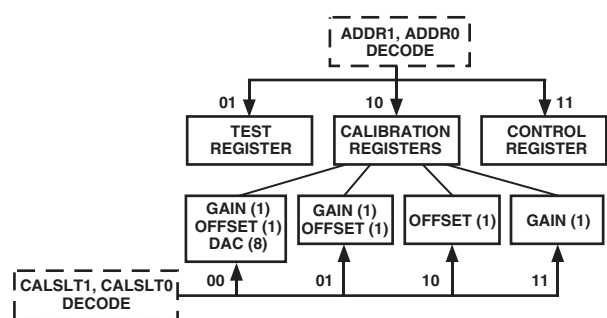 ADDR1, ADDR0
DECODE
01
10
11
TEST
REGISTER
CALIBRATION
REGISTERS
CONTROL
REGISTER
GAIN (1)
OFFSET (1)
DAC (8)
GAIN (1)
OFFSET (1)
OFFSET (1)
GAIN (1)
CALSLT1, CALSLT0
DECODE
00
01
10
11